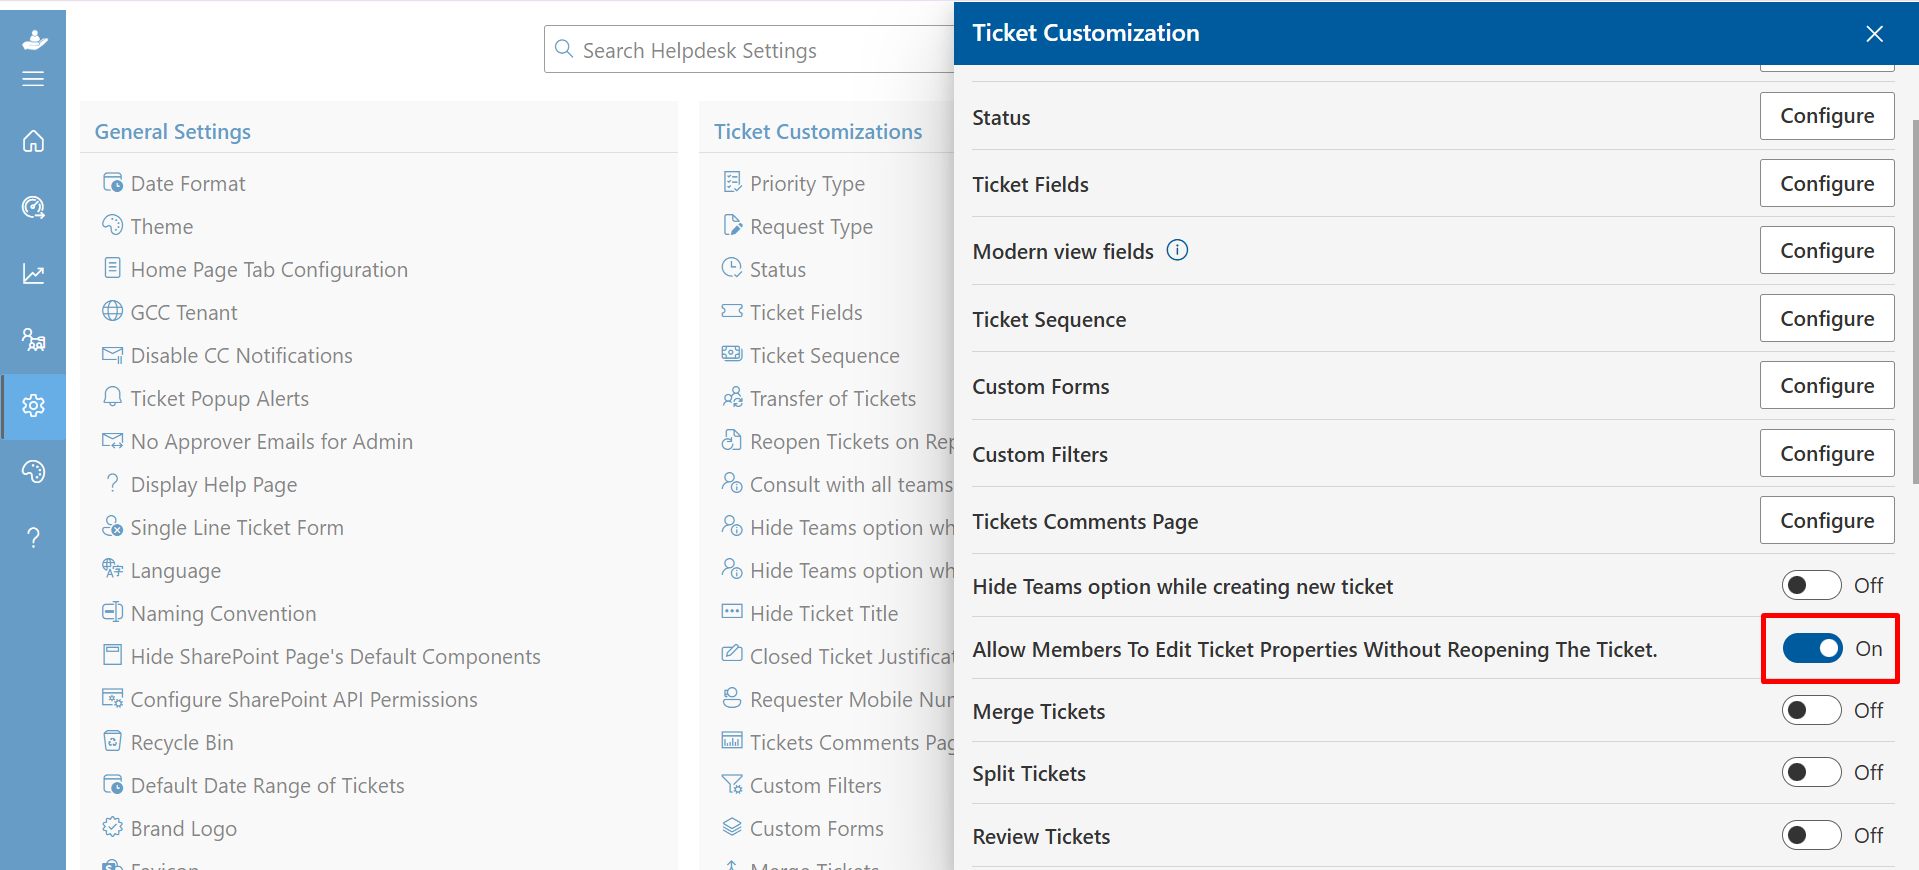 Search Helpdesk Settings
General Settings
Date Format
Theme
Home Page Tab Configuration
GCC Tenant
Disable CC Notifications
Ticket Popup Alerts
No Approver Emails for Admin
Display Help Page
Single Line Ticket Form
Language
Naming Convention
Hide SharePoint Page's Default Components
Configure SharePoint API Permissions
Recycle Bin
Default Date Range of Tickets
Brand Logo
Favicon
Ticket Customizations
Priority Type
Request Type
Status
Ticket Fields
Ticket Sequence
Transfer of Tickets
Reopen Tickets on Rep
Consult with all teams
Hide Teams option wh
Hide Teams option wh
Hide Ticket Title
Closed Ticket Justificat
Requester Mobile Num
Tickets Comments Pag
Custom Filters
Custom Forms
Merge Tickets
Ticket Customization
Status Configure
Ticket Fields Configure
Modern view fields Configure
Ticket Sequence Configure
Custom Forms Configure
Custom Filters Configure
Tickets Comments Page Configure
Hide Teams option while creating new ticket Off
Allow Members To Edit Ticket Properties Without Reopening The Ticket. On
Merge Tickets Off
Split Tickets Off
Review Tickets Off